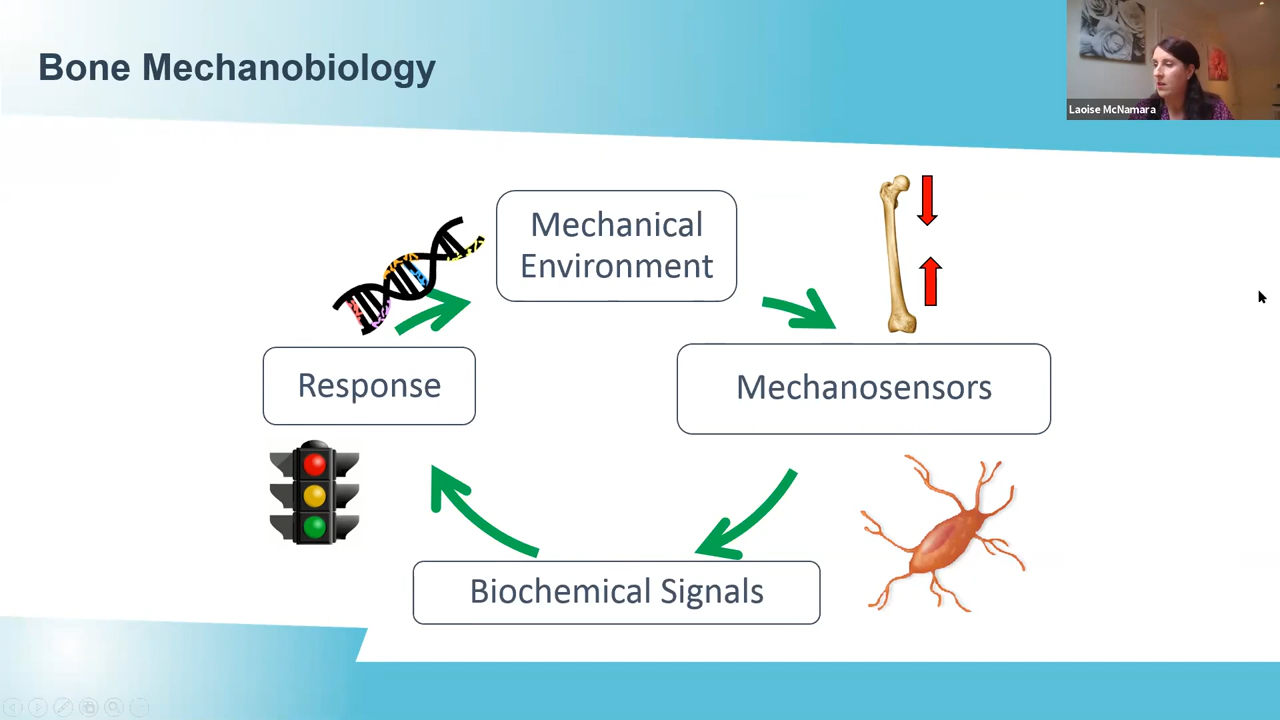 Bone Mechanobiology
Laoise McNamara
Mechanical
Environment
Response
Mechanosensors
Biochemical Signals